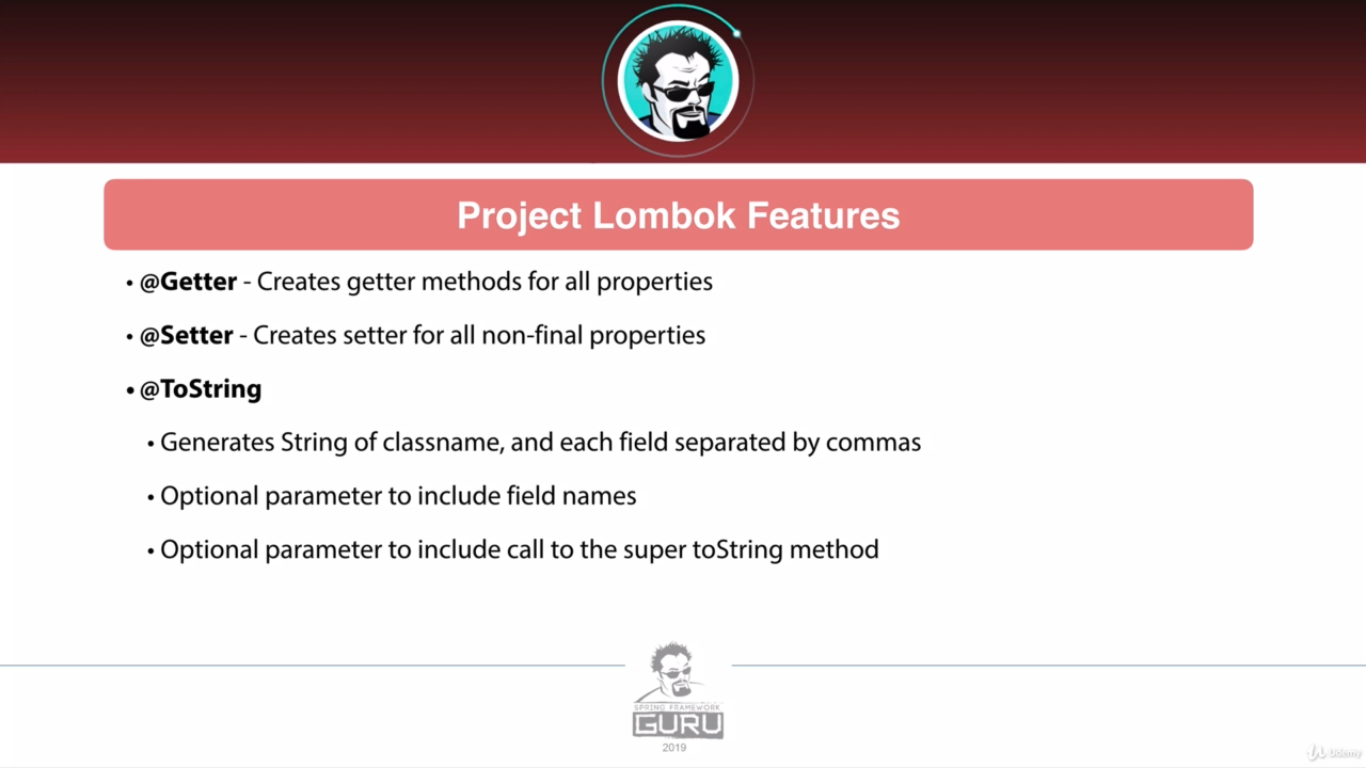 Project Lombok Features
• @Getter - Creates getter methods for all properties
• @Setter - Creates setter for all non-final properties
• @ToString
• Generates String of classname, and each field separated by commas
• Optional parameter to include field names
• Optional parameter to include call to the super toString method
SPRING FRAMEWORK
GURU
2019
Udemy